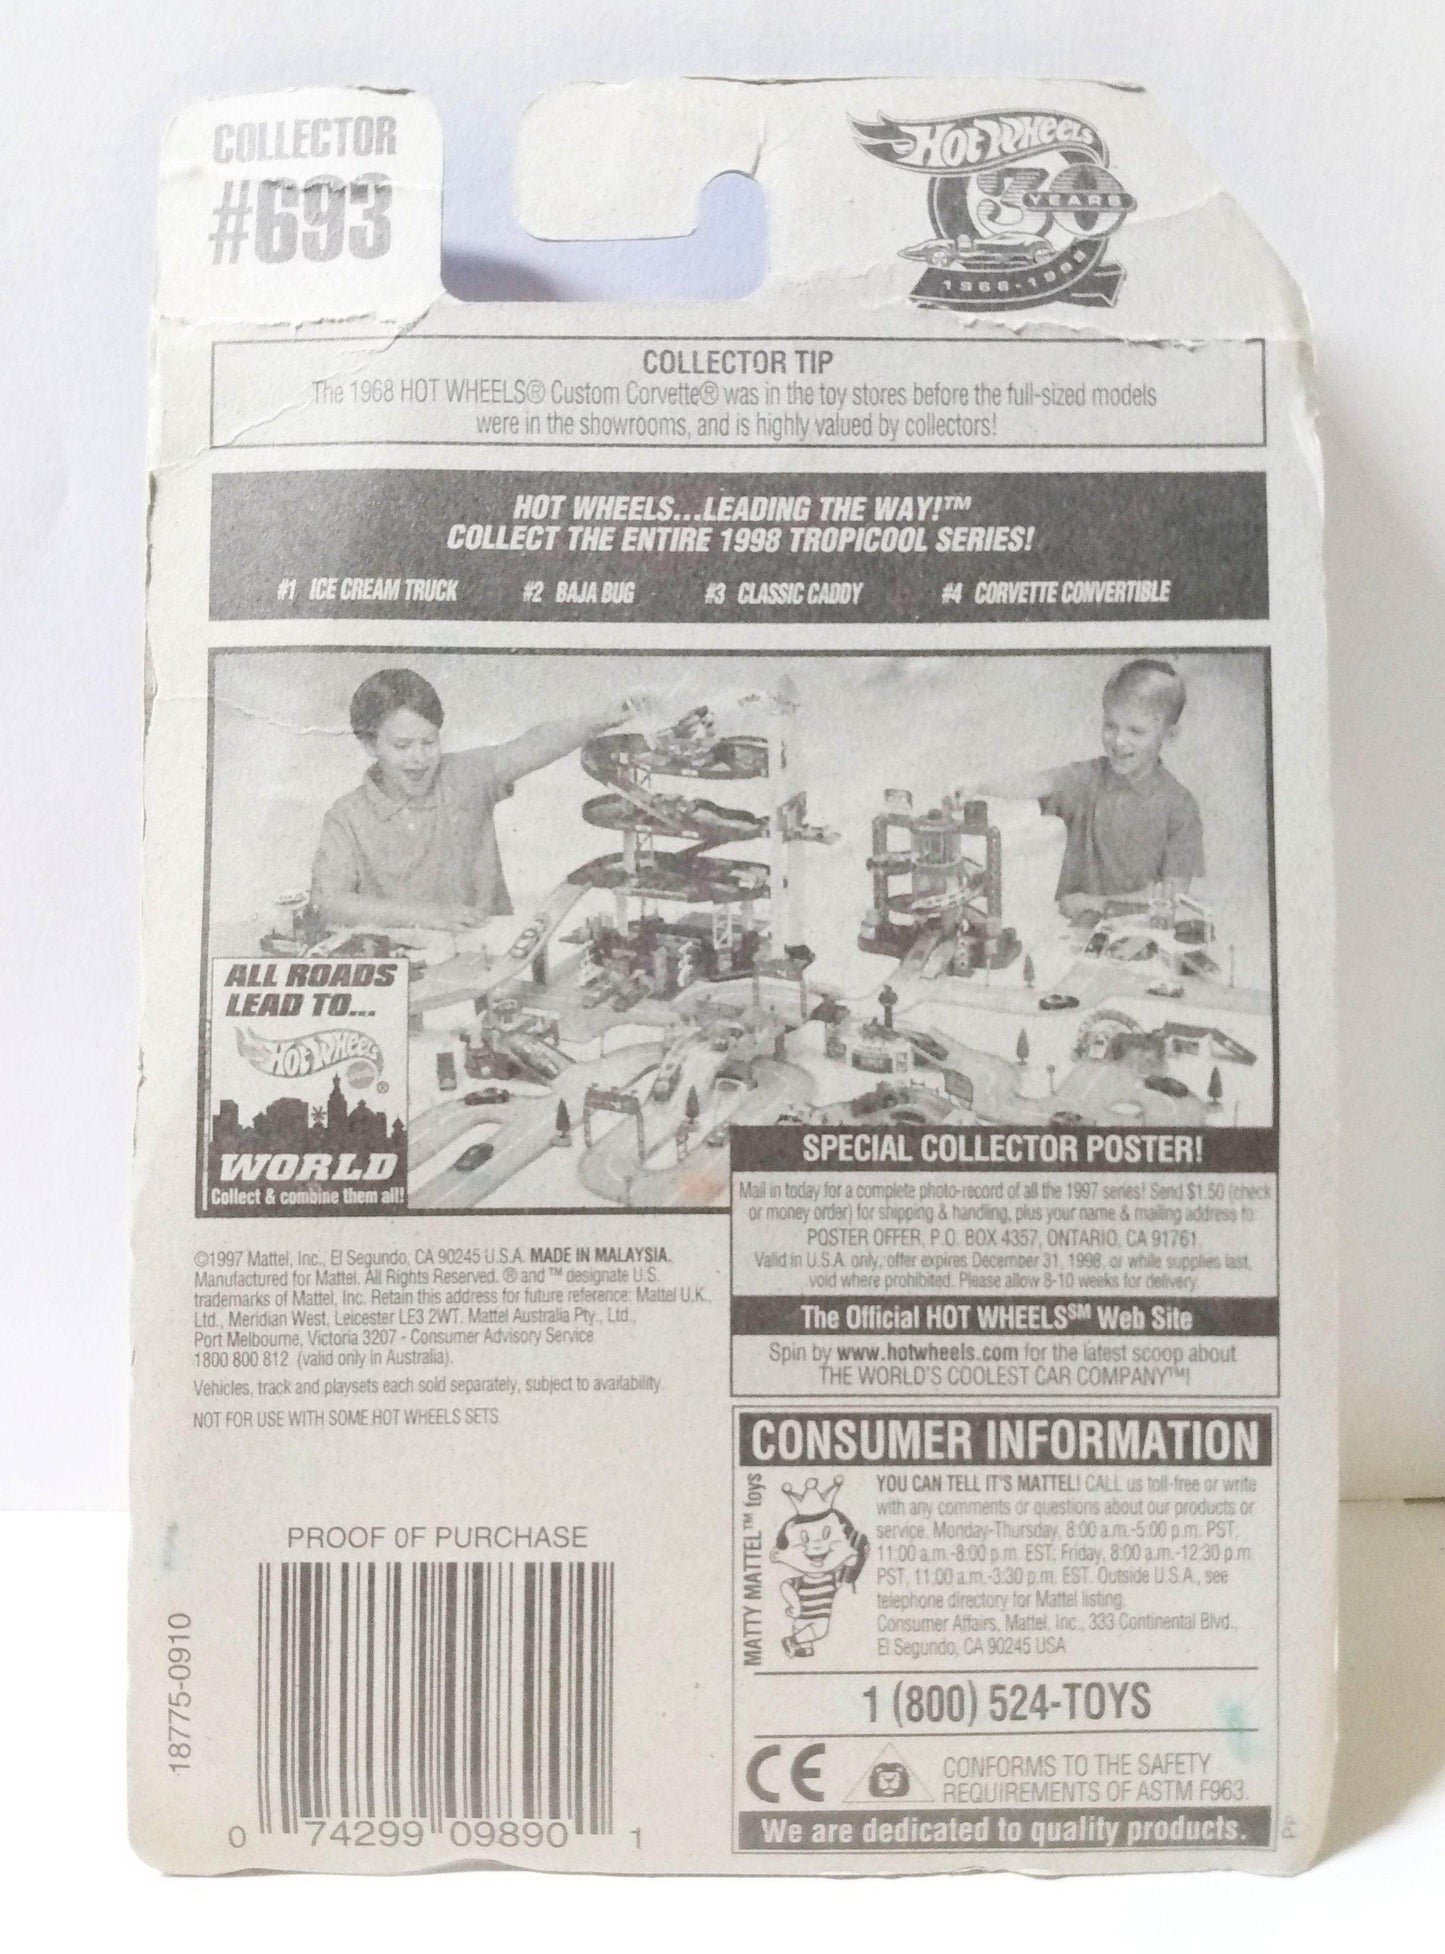 COLLECTOR
#693
HOT WHEELS
30
YEARS
1968-1998
COLLECTOR TIP
The 1968 HOT WHEELS® Custom Corvette® was in the toy stores before the full-sized models
were in the showrooms, and is highly valued by collectors!
HOT WHEELS...LEADING THE WAY!™
COLLECT THE ENTIRE 1998 TROPICOOL SERIES!
#1 ICE CREAM TRUCK #2 BAJA BUG #3 CLASSIC CADDY #4 CORVETTE CONVERTIBLE
ALL ROADS
LEAD TO...
HOT WHEELS ®
WORLD
Collect & combine them all!
SPECIAL COLLECTOR POSTER!
Mail in today for a complete photo-record of all the 1997 series! Send $1.50 (check
or money order) for shipping & handling, plus your name & mailing address to:
POSTER OFFER, P.O. BOX 4357, ONTARIO, CA 91761.
Valid in U.S.A. only, offer expires December 31, 1998, or while supplies last,
void where prohibited. Please allow 8-10 weeks for delivery.
The Official HOT WHEELS℠ Web Site
Spin by www.hotwheels.com for the latest scoop about
THE WORLD'S COOLEST CAR COMPANY™!
©1997 Mattel, Inc., El Segundo, CA 90245 U.S.A. MADE IN MALAYSIA.
Manufactured for Mattel. All Rights Reserved. ® and ™ designate U.S.
trademarks of Mattel, Inc. Retain this address for future reference: Mattel U.K.,
Ltd., Meridian West, Leicester LE3 2WT. Mattel Australia Pty., Ltd.,
Port Melbourne, Victoria 3207 - Consumer Advisory Service
1800 800 812 (valid only in Australia).
Vehicles, track and playsets each sold separately, subject to availability.
NOT FOR USE WITH SOME HOT WHEELS SETS.
CONSUMER INFORMATION
MATTY MATTEL™ toys
YOU CAN TELL IT'S MATTEL! CALL us toll-free or write
with any comments or questions about our products or
service. Monday-Thursday, 8:00 a.m.-5:00 p.m. PST,
11:00 a.m.-8:00 p.m. EST; Friday, 8:00 a.m.-12:30 p.m.
PST, 11:00 a.m.-3:30 p.m. EST. Outside U.S.A., see
telephone directory for Mattel listing.
Consumer Affairs, Mattel, Inc., 333 Continental Blvd.,
El Segundo, CA 90245 USA
1 (800) 524-TOYS
CE
CONFORMS TO THE SAFETY
REQUIREMENTS OF ASTM F963.
We are dedicated to quality products.
PROOF OF PURCHASE
0 74299 09890 1
18775-0910